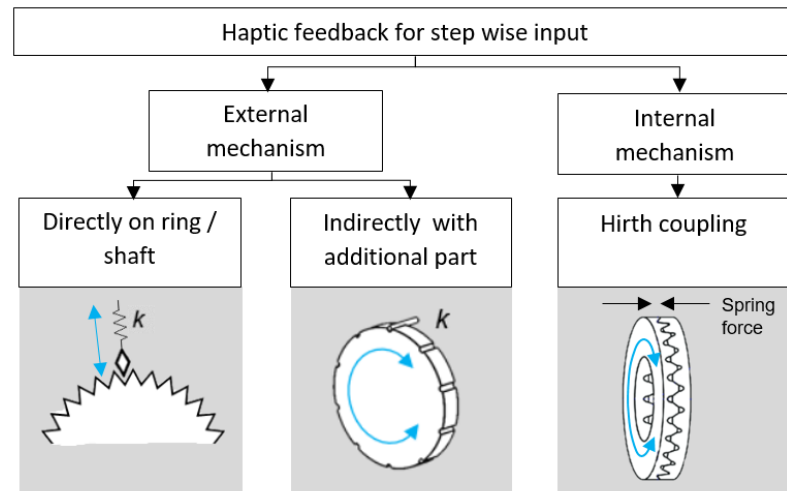 Haptic feedback for step wise input
External
mechanism
Internal
mechanism
Directly on ring /
shaft
Indirectly with
additional part
Hirth coupling
k
k
Spring
force